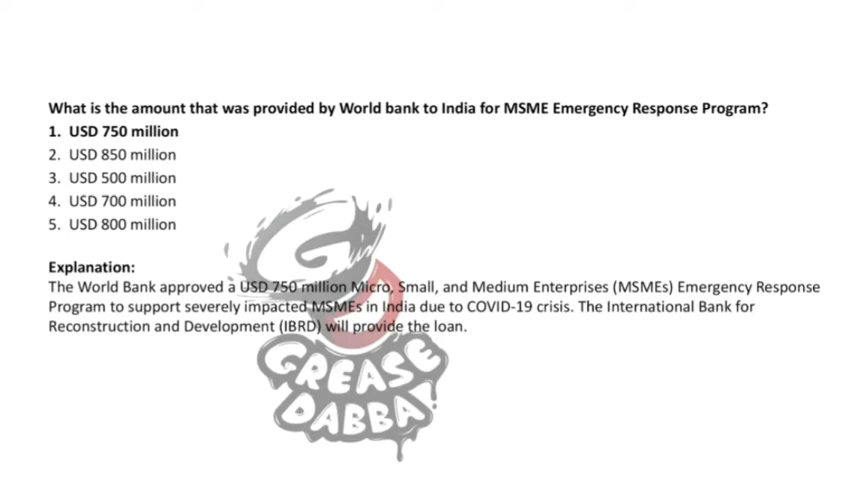 What is the amount that was provided by World bank to India for MSME Emergency Response Program?
1. USD 750 million
2. USD 850 million
3. USD 500 million
4. USD 700 million
5. USD 800 million
Explanation:
The World Bank approved a USD 750 million Micro, Small, and Medium Enterprises (MSMEs) Emergency Response
Program to support severely impacted MSMEs in India due to COVID-19 crisis. The International Bank for
Reconstruction and Development (IBRD) will provide the loan.
GREASE
DABBA